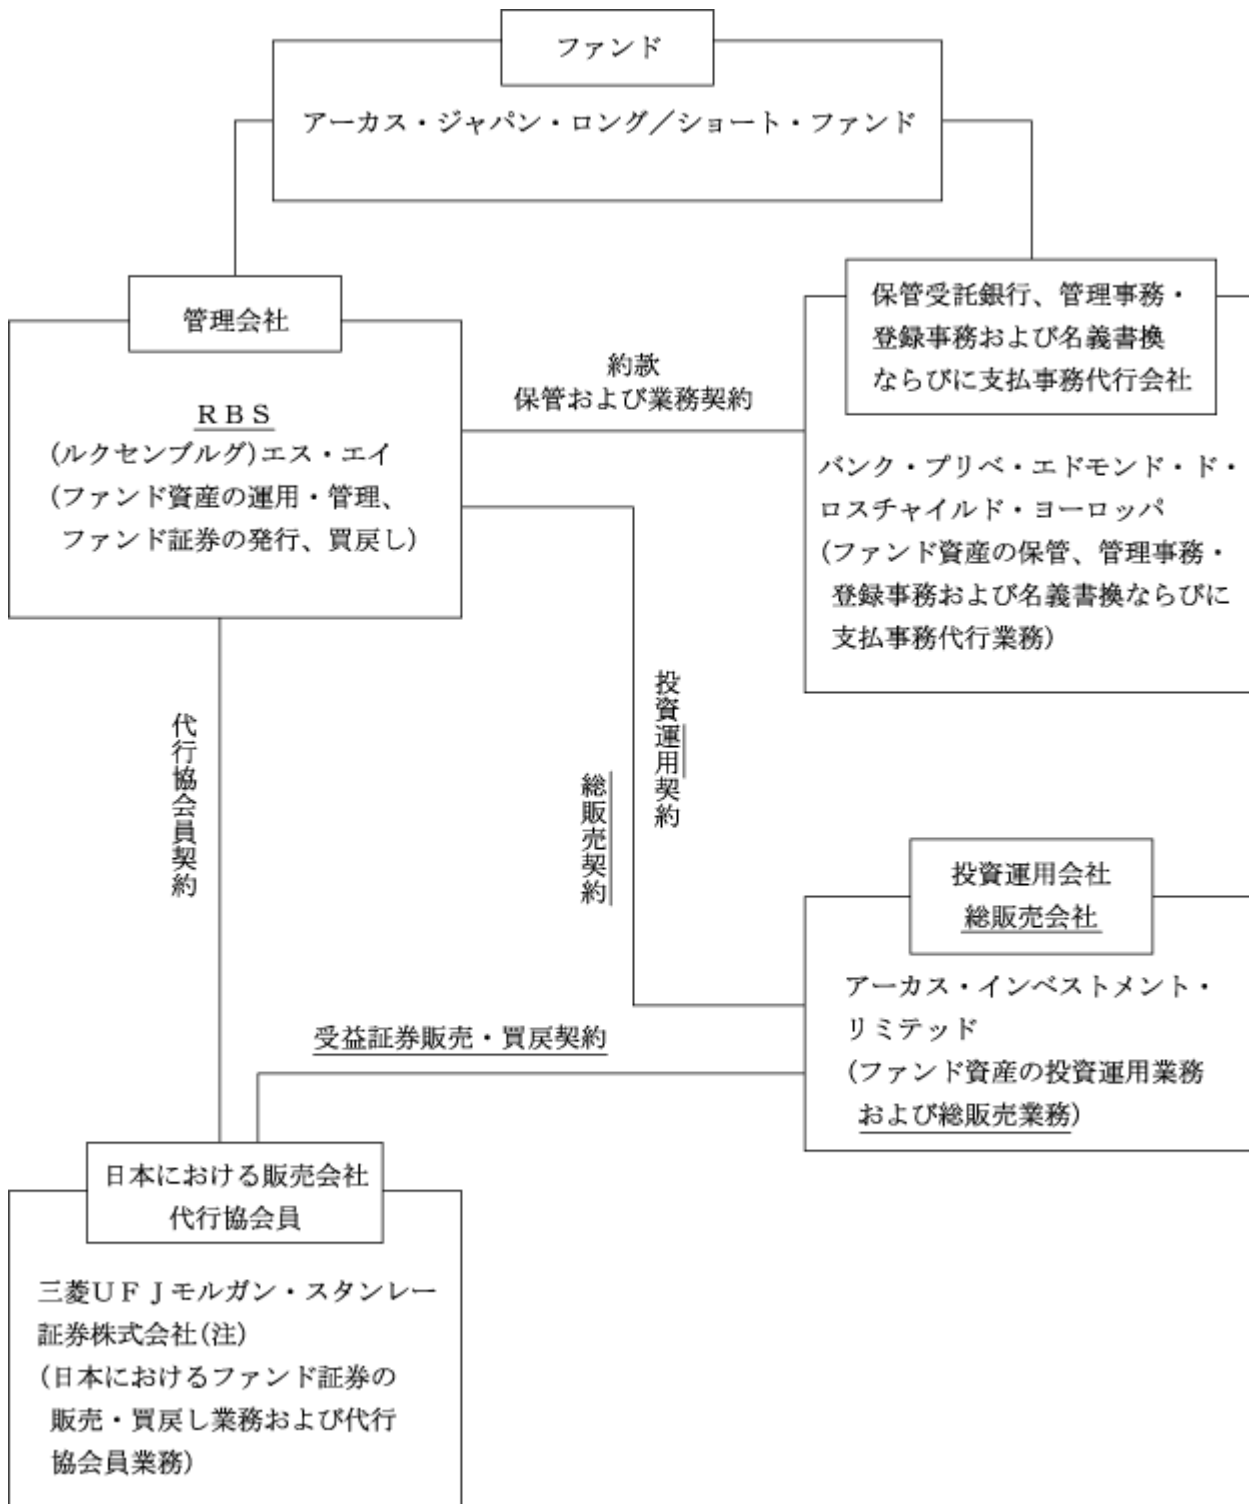 ファンド
アーカス・ジャパン・ロング／ショート・ファンド
管理会社
ＲＢＳ
(ルクセンブルグ)エス・エイ
(ファンド資産の運用・管理、
ファンド証券の発行、買戻し)
約款
保管および業務契約
保管受託銀行、管理事務・
登録事務および名義書換
ならびに支払事務代行会社
バンク・プリベ・エドモンド・ド・
ロスチャイルド・ヨーロッパ
(ファンド資産の保管、管理事務・
登録事務および名義書換ならびに
支払事務代行業務)
代行協会員契約
総販売契約
投資運用契約
投資運用会社
総販売会社
アーカス・インベストメント・
リミテッド
(ファンド資産の投資運用業務
および総販売業務)
受益証券販売・買戻契約
日本における販売会社
代行協会員
三菱ＵＦＪモルガン・スタンレー
証券株式会社(注)
(日本におけるファンド証券の
販売・買戻し業務および代行
協会員業務)